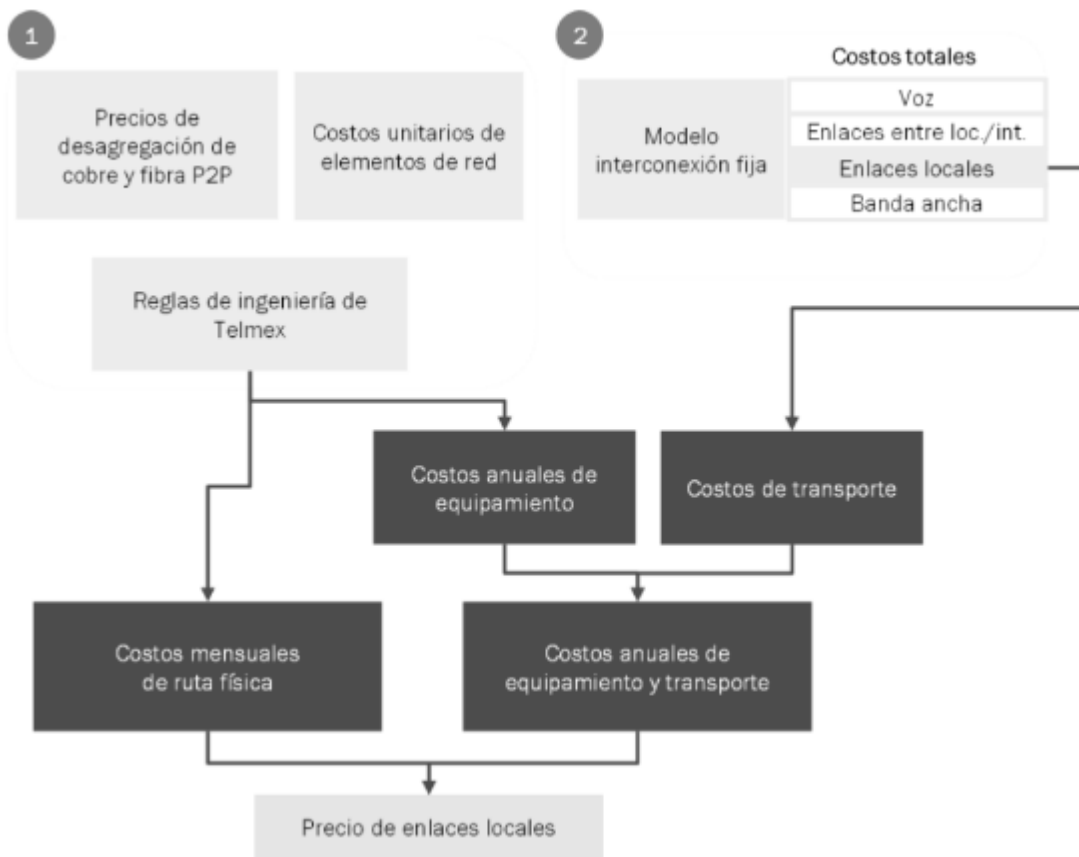 1
Precios de
desagregación de
cobre y fibra P2P
Costos unitarios de
elementos de red
Reglas de ingeniería de
Telmex
2
Costos totales
Modelo
interconexión fija
Voz
Enlaces entre loc./int.
Enlaces locales
Banda ancha
Costos anuales de
equipamiento
Costos de transporte
Costos mensuales
de ruta física
Costos anuales de
equipamiento y transporte
Precio de enlaces locales